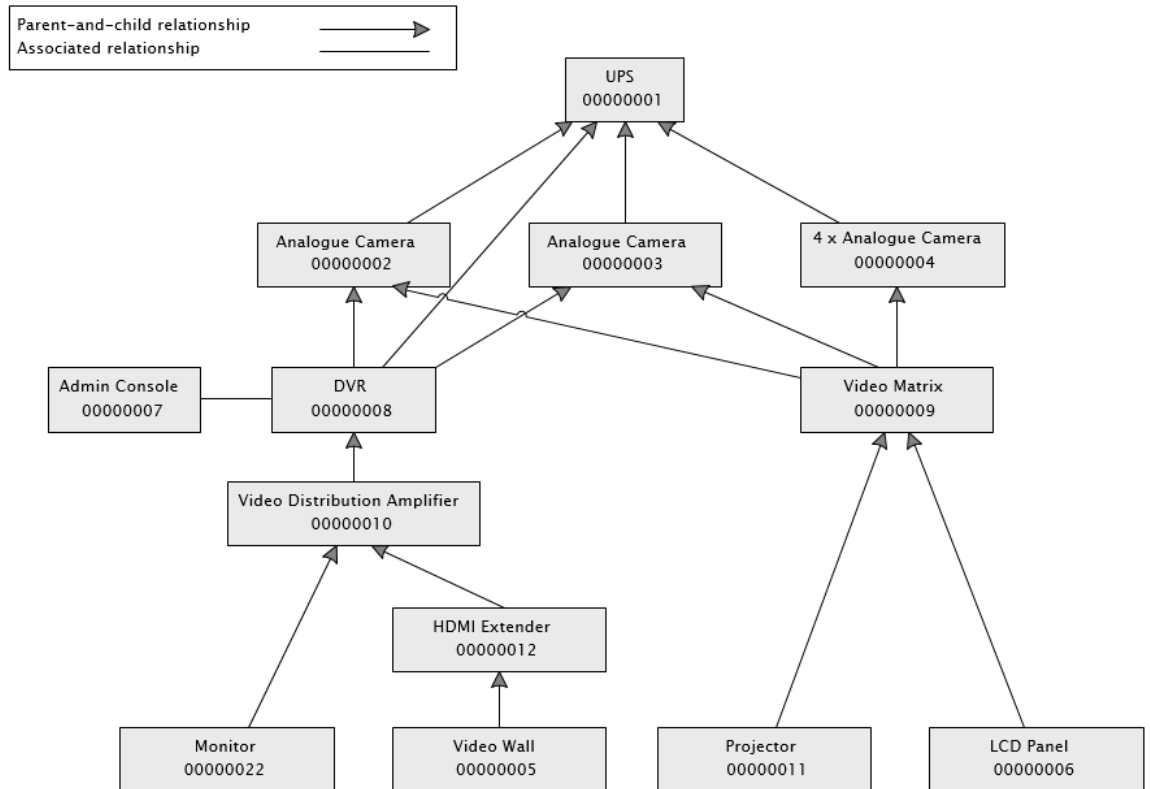 Parent-and-child relationship
Associated relationship
UPS
00000001
Analogue Camera
00000002
Analogue Camera
00000003
4 x Analogue Camera
00000004
Admin Console
00000007
DVR
00000008
Video Matrix
00000009
Video Distribution Amplifier
00000010
HDMI Extender
00000012
Monitor
00000022
Video Wall
00000005
Projector
00000011
LCD Panel
00000006